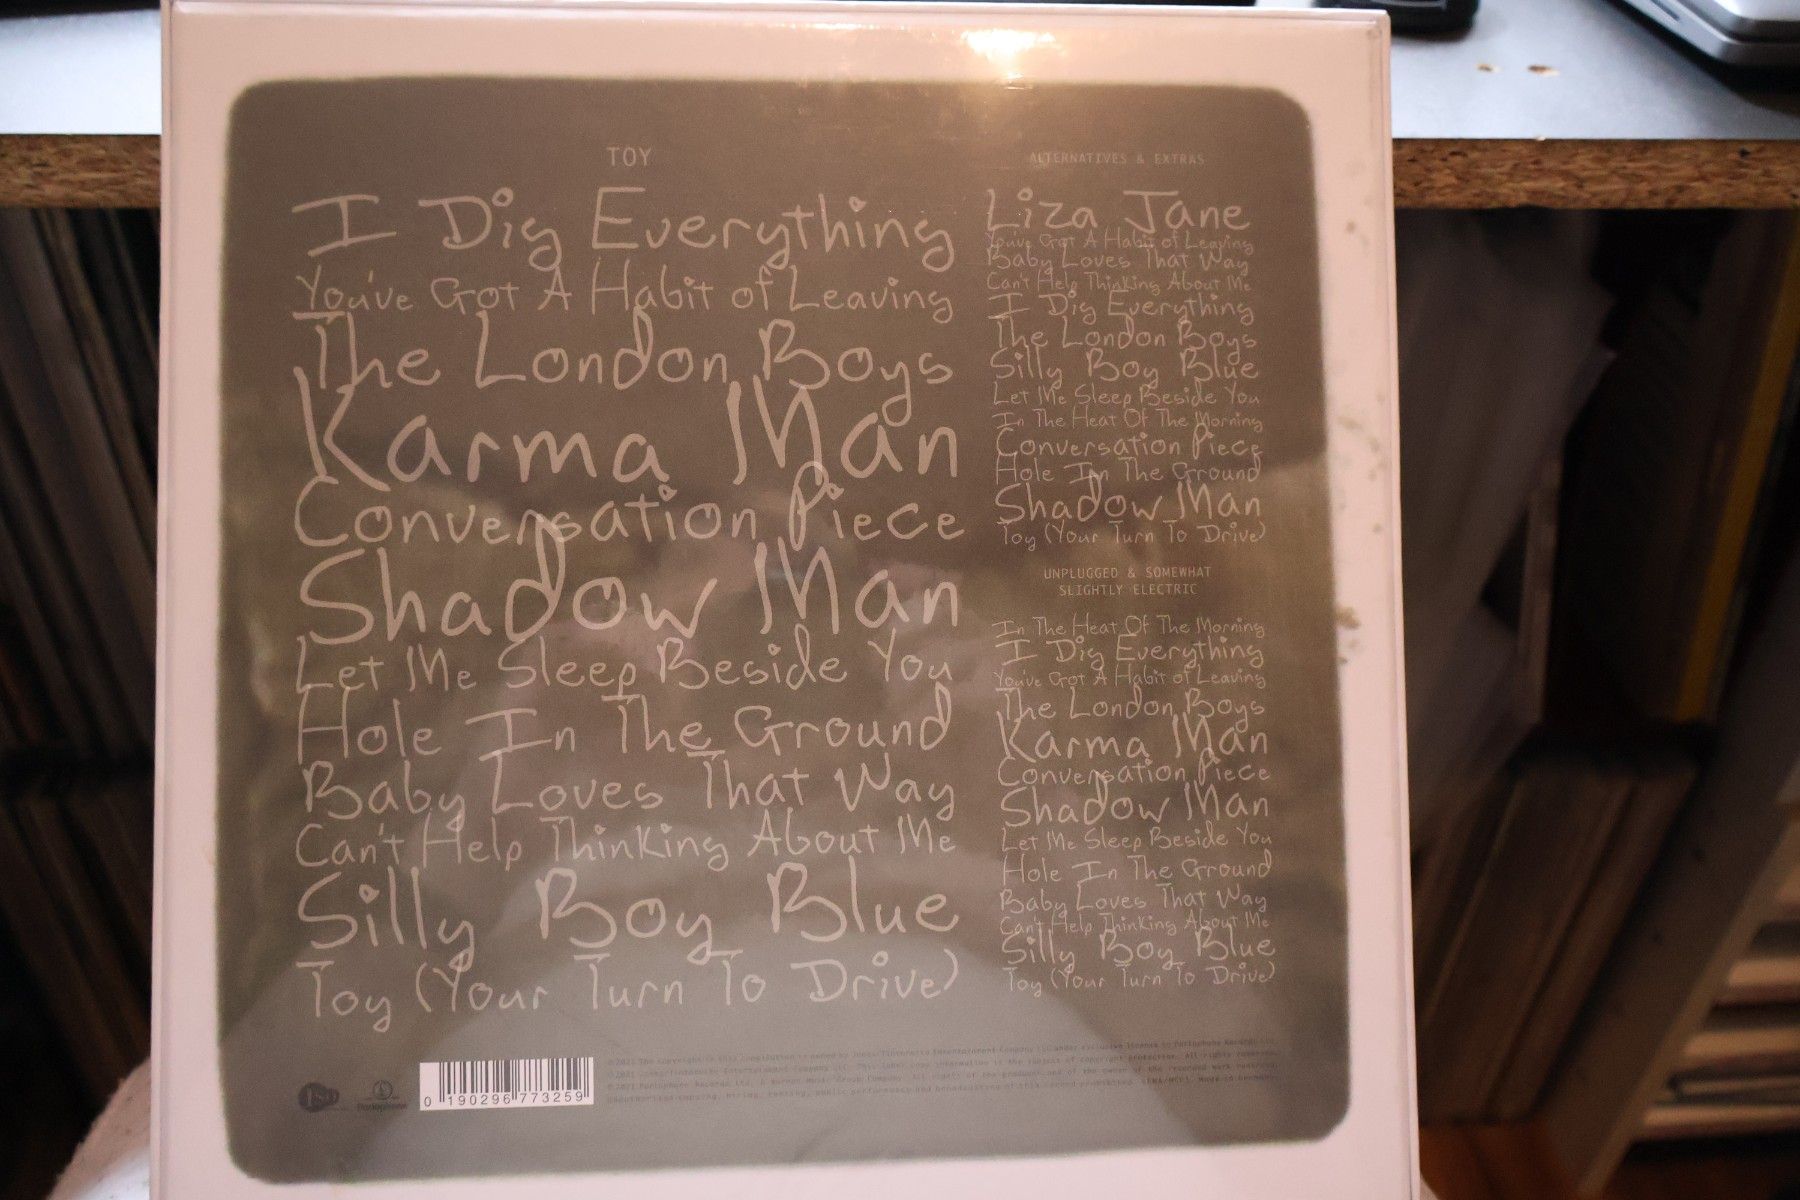 TOY
I Dig Everything
You've Got A Habit of Leaving
The London Boys
Karma Man
Conversation Piece
Shadow Man
Let Me Sleep Beside You
Hole In The Ground
Baby Loves That Way
Can't Help Thinking About Me
Silly Boy Blue
Toy (Your Turn To Drive)
ALTERNATIVES & EXTRAS
Liza Jane
You've Got A Habit of Leaving
Baby Loves That Way
Can't Help Thinking About Me
I Dig Everything
The London Boys
Silly Boy Blue
Let Me Sleep Beside You
In The Heat Of The Morning
Conversation Piece
Hole In The Ground
Shadow Man
Toy (Your Turn To Drive)
UNPLUGGED & SOMEWHAT
SLIGHTLY ELECTRIC
In The Heat Of The Morning
I Dig Everything
You've Got A Habit of Leaving
The London Boys
Karma Man
Conversation Piece
Shadow Man
Let Me Sleep Beside You
Hole In The Ground
Baby Loves That Way
Can't Help Thinking About Me
Silly Boy Blue
Toy (Your Turn To Drive)
ISO
Parlophone
0 190296 773259